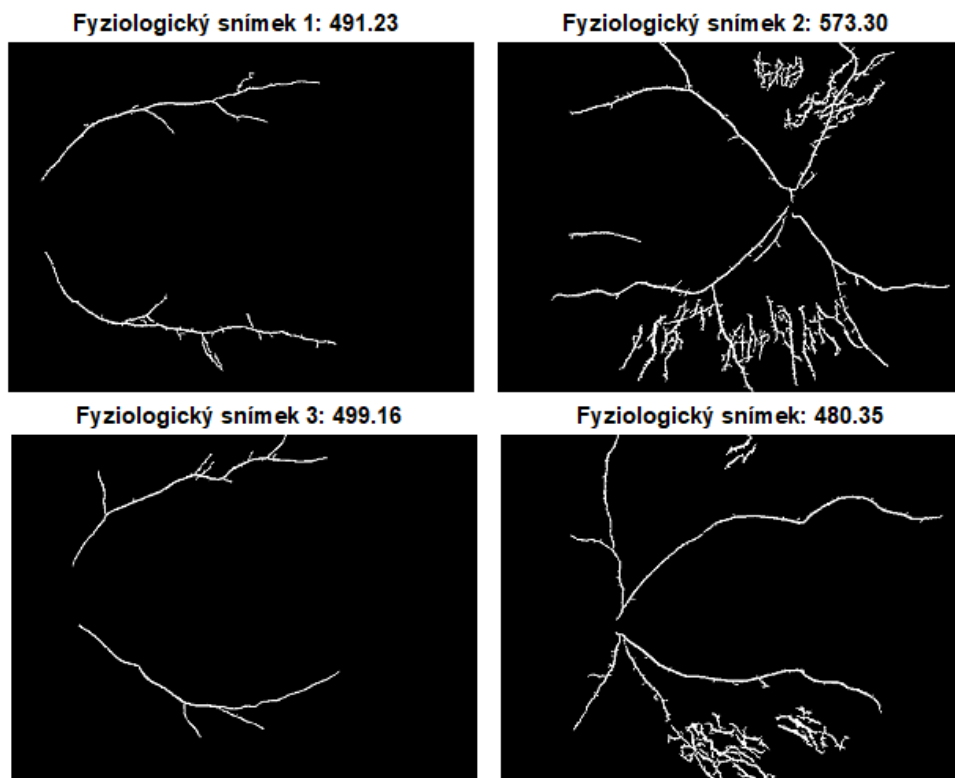 Fyziologický snímek 1: 491.23
Fyziologický snímek 2: 573.30
Fyziologický snímek 3: 499.16
Fyziologický snímek: 480.35